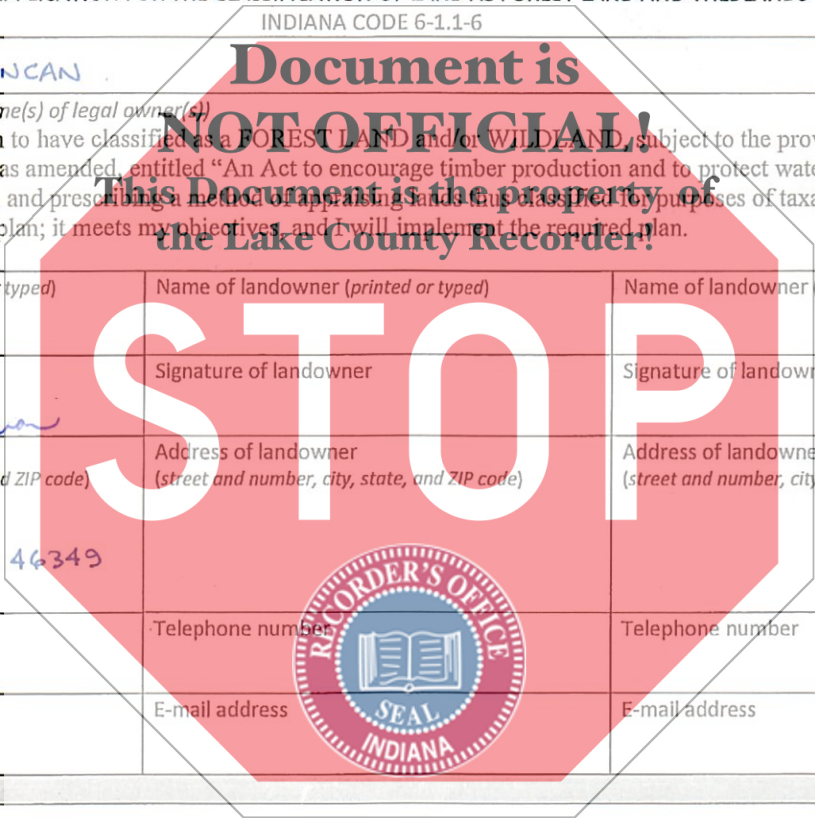 INDIANA CODE 6-1.1-6
NCAN
me(s) of legal owner(s))
to have classified as a FOREST LAND and/or WILDLAND, subject to the prov
as amended, entitled “An Act to encourage timber production and to protect wate
and prescribing a method of appraising lands thus classified for purposes of taxa
plan; it meets my objectives, and I will implement the required plan.
Document is
NOT OFFICIAL!
This Document is the property of
the Lake County Recorder!
typed)
Name of landowner (printed or typed)
Name of landowner (
STOP
Signature of landowner
Signature of landown
Address of landowner
(street and number, city, state, and ZIP code)
d ZIP code)
Address of landowne
(street and number, city
46349
Telephone number
Telephone number
E-mail address
E-mail address
RECORDER'S OFFICE
SEAL
INDIANA